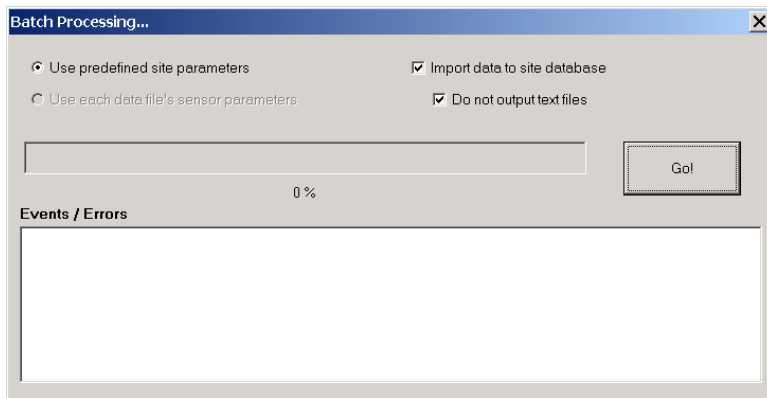 Batch Processing...
Use predefined site parameters
Import data to site database
Use each data file's sensor parameters
Do not output text files
Go!
0 %
Events / Errors